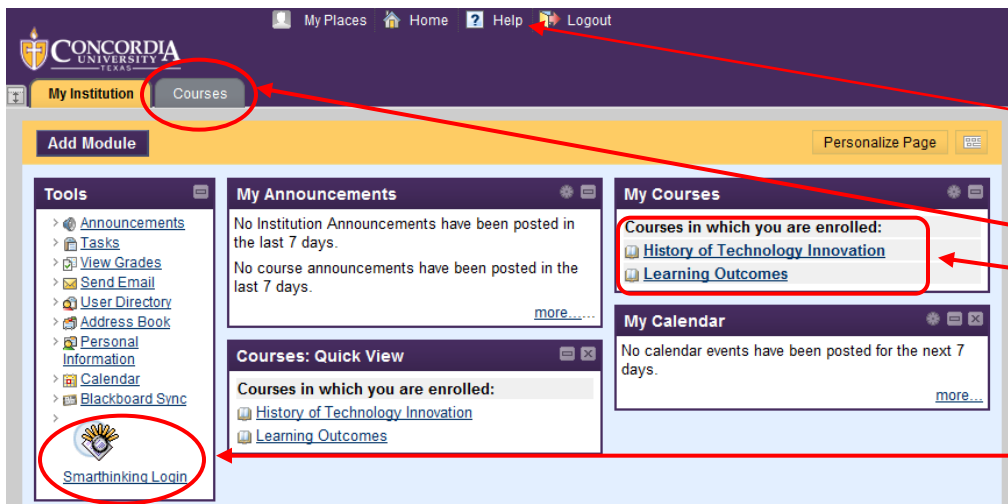 My Places Home ? Help Logout
CONCORDIA
UNIVERSITY
TEXAS
My Institution Courses
Add Module Personalize Page
Tools
Announcements
Tasks
View Grades
Send Email
User Directory
Address Book
Personal
Information
Calendar
Blackboard Sync
Smarthinking Login
My Announcements
No Institution Announcements have been posted in
the last 7 days.
No course announcements have been posted in the
last 7 days.
more......
Courses: Quick View
Courses in which you are enrolled:
History of Technology Innovation
Learning Outcomes
My Courses
Courses in which you are enrolled:
History of Technology Innovation
Learning Outcomes
My Calendar
No calendar events have been posted for the next 7
days.
more...